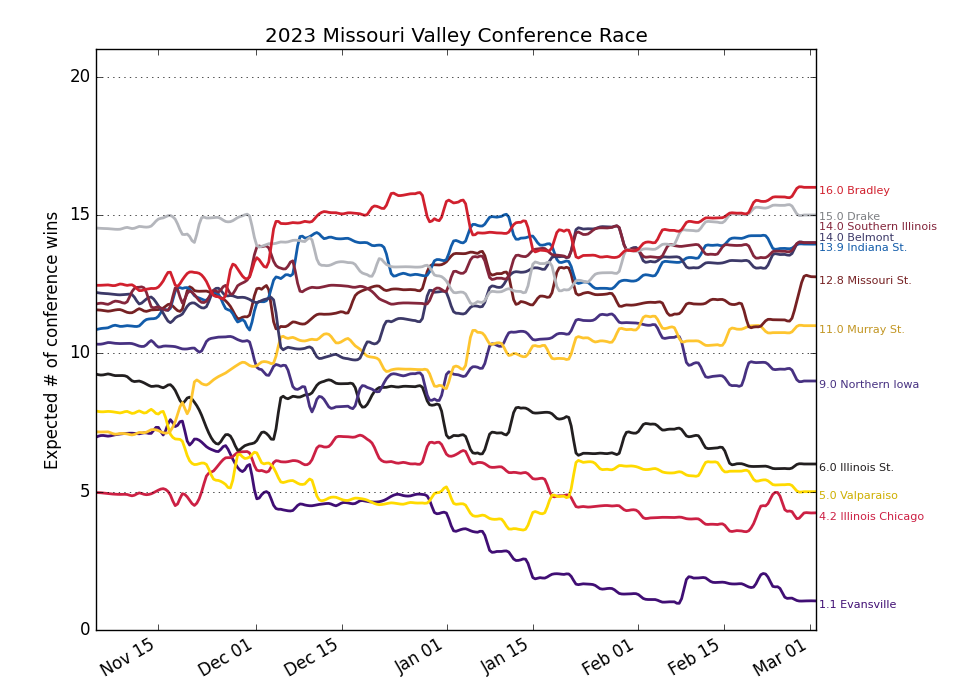 2023 Missouri Valley Conference Race
Expected # of conference wins
20
15
10
5
0
16.0 Bradley
15.0 Drake
14.0 Southern Illinois
14.0 Belmont
13.9 Indiana St.
12.8 Missouri St.
11.0 Murray St.
9.0 Northern Iowa
6.0 Illinois St.
5.0 Valparaiso
4.2 Illinois Chicago
1.1 Evansville
Nov 15
Dec 01
Dec 15
Jan 01
Jan 15
Feb 01
Feb 15
Mar 01